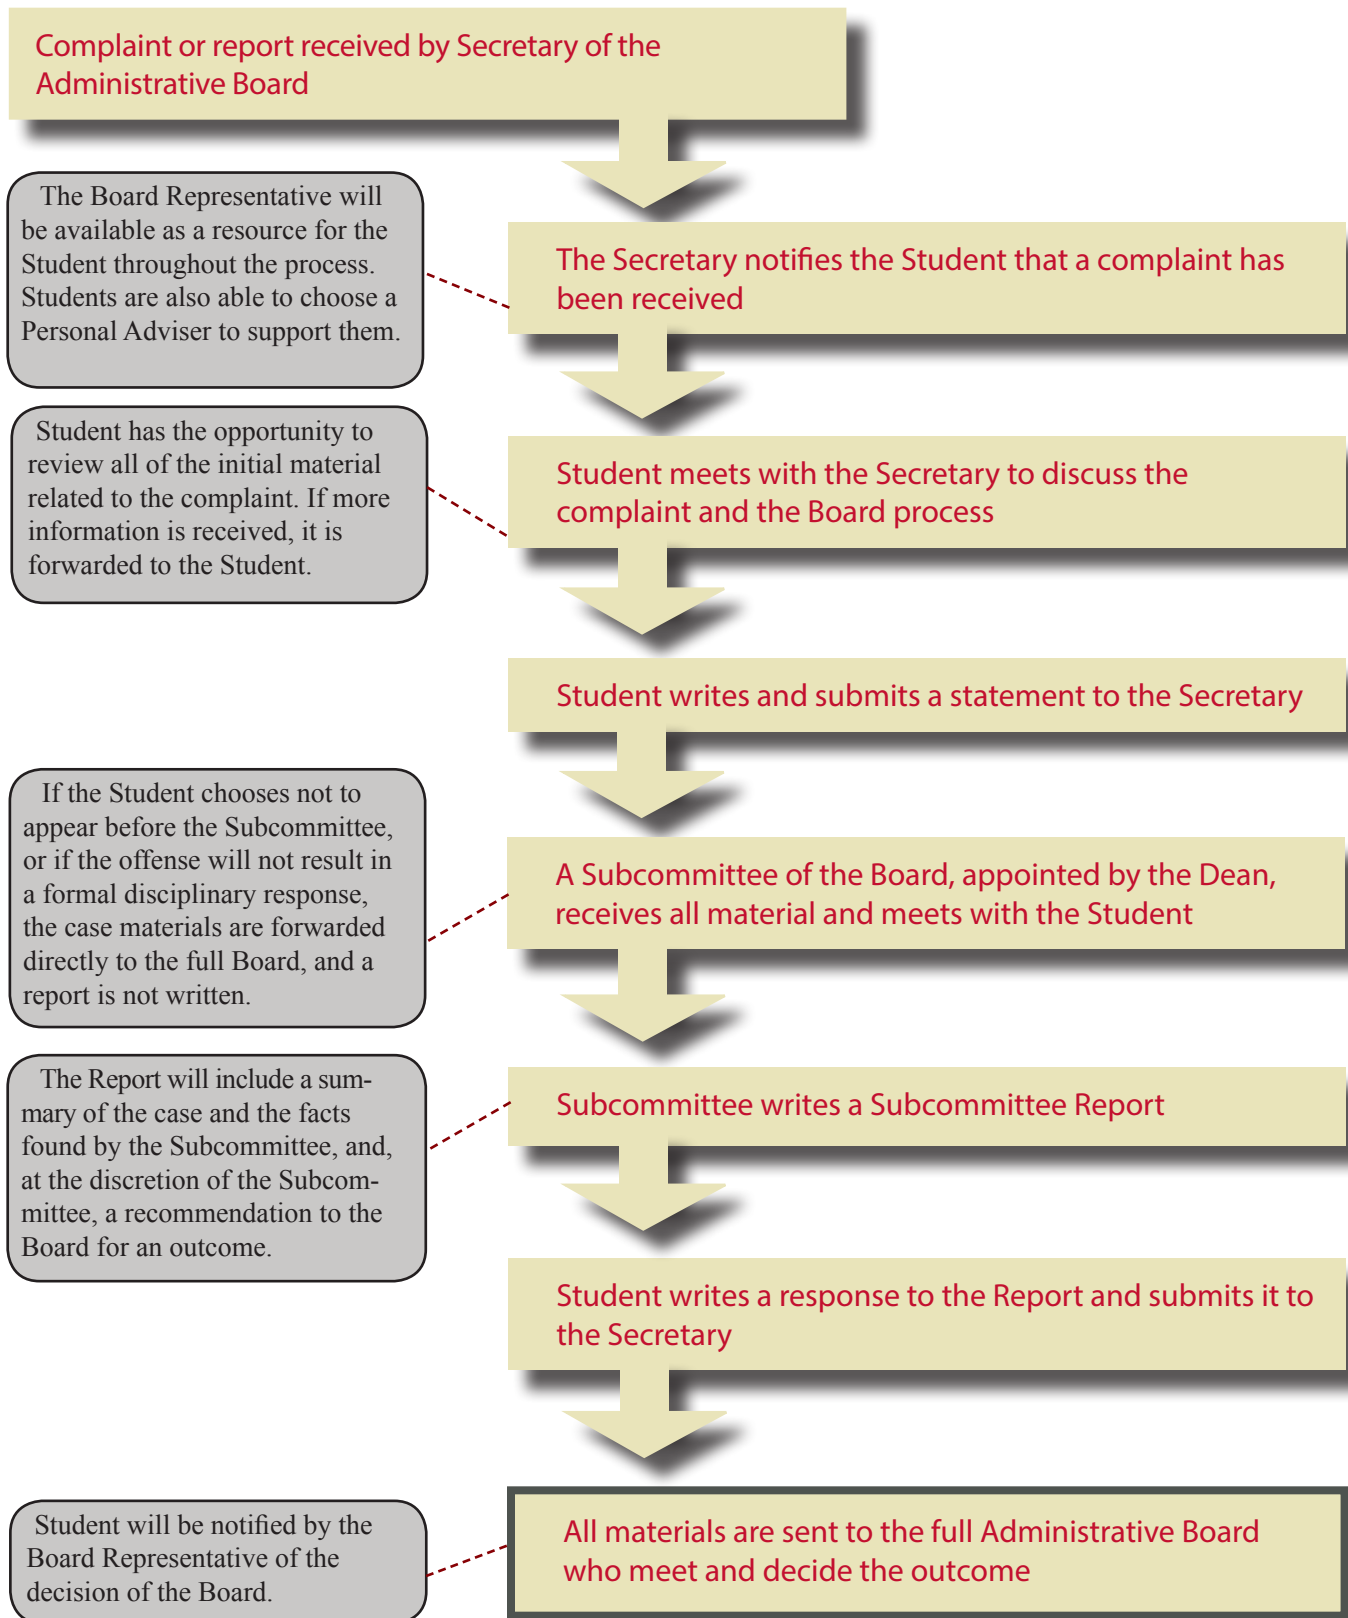 Complaint or report received by Secretary of the
Administrative Board
The Board Representative will
be available as a resource for the
Student throughout the process.
Students are also able to choose a
Personal Adviser to support them.
The Secretary notifies the Student that a complaint has
been received
Student has the opportunity to
review all of the initial material
related to the complaint. If more
information is received, it is
forwarded to the Student.
Student meets with the Secretary to discuss the
complaint and the Board process
Student writes and submits a statement to the Secretary
If the Student chooses not to
appear before the Subcommittee,
or if the offense will not result in
a formal disciplinary response,
the case materials are forwarded
directly to the full Board, and a
report is not written.
A Subcommittee of the Board, appointed by the Dean,
receives all material and meets with the Student
The Report will include a sum-
mary of the case and the facts
found by the Subcommittee, and,
at the discretion of the Subcom-
mittee, a recommendation to the
Board for an outcome.
Subcommittee writes a Subcommittee Report
Student writes a response to the Report and submits it to
the Secretary
Student will be notified by the
Board Representative of the
decision of the Board.
All materials are sent to the full Administrative Board
who meet and decide the outcome